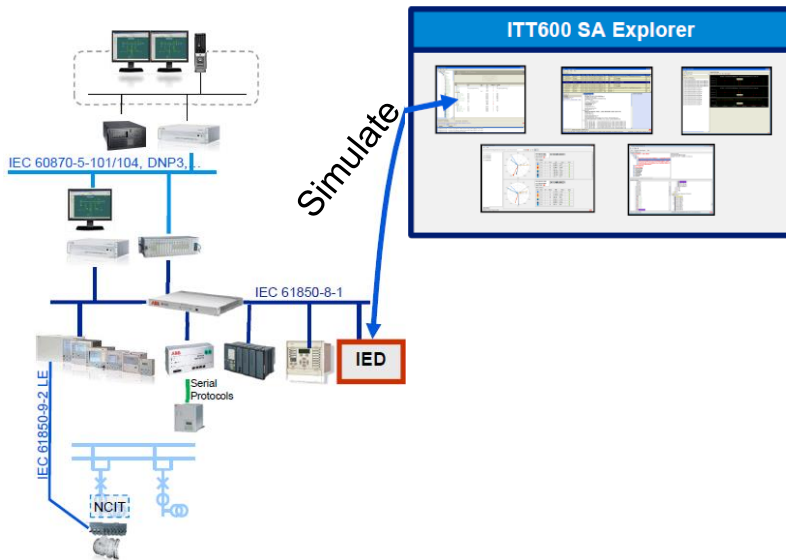 ITT600 SA Explorer
Simulate
IEC 60870-5-101/104, DNP3,..
IEC 61850-8-1
IED
ABB
Serial
Protocols
IEC 61850-9-2 LE
NCIT